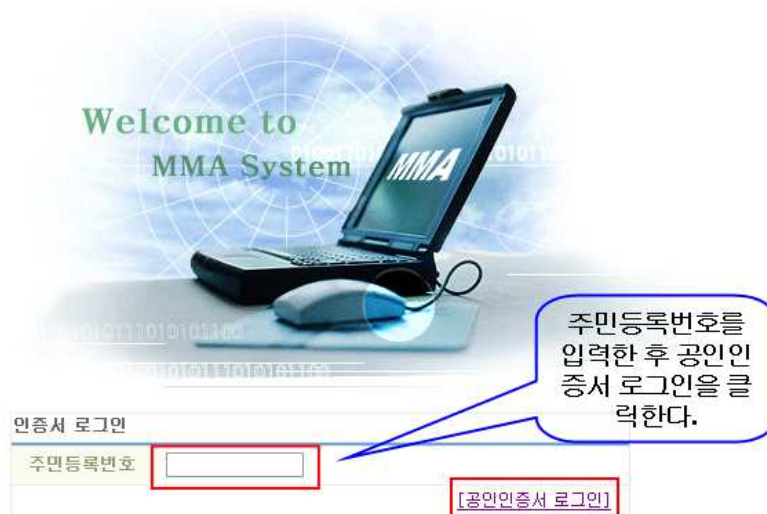 Welcome to
MMA System
MMA
주민등록번호를
입력한 후 공인인
증서 로그인을 클
릭한다.
인증서 로그인
주민등록번호
[공인인증서 로그인]